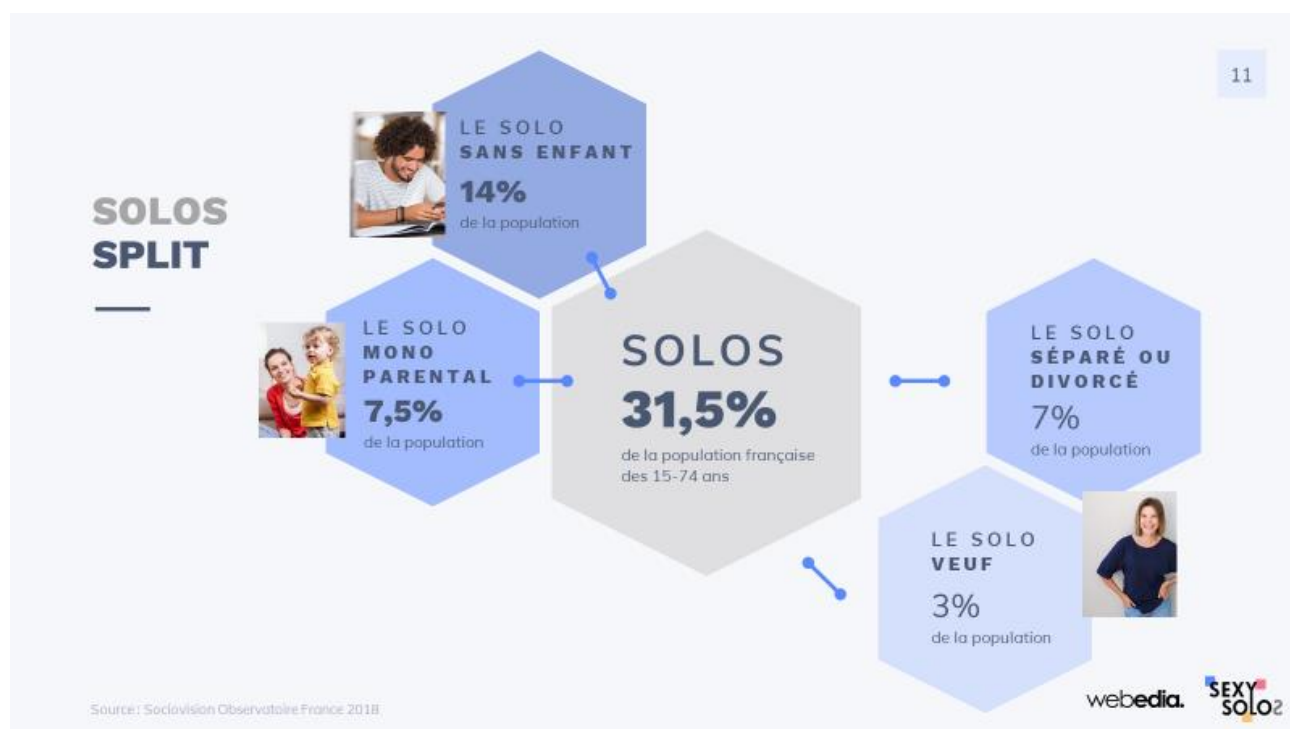 11
SOLOS
SPLIT
LE SOLO
SANS ENFANT
14%
de la population
LE SOLO
MONO
PARENTAL
7,5%
de la population
SOLOS
31,5%
de la population française
des 15-74 ans
LE SOLO
SÉPARÉ OU
DIVORCÉ
7%
de la population
LE SOLO
VEUF
3%
de la population
Source : Sociovision Observatoire France 2018
webedia.
SEXY
SOLO2